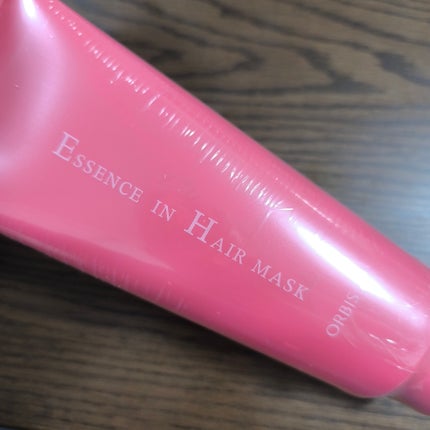 ESSENCE IN HAIR MASK
ORBIS